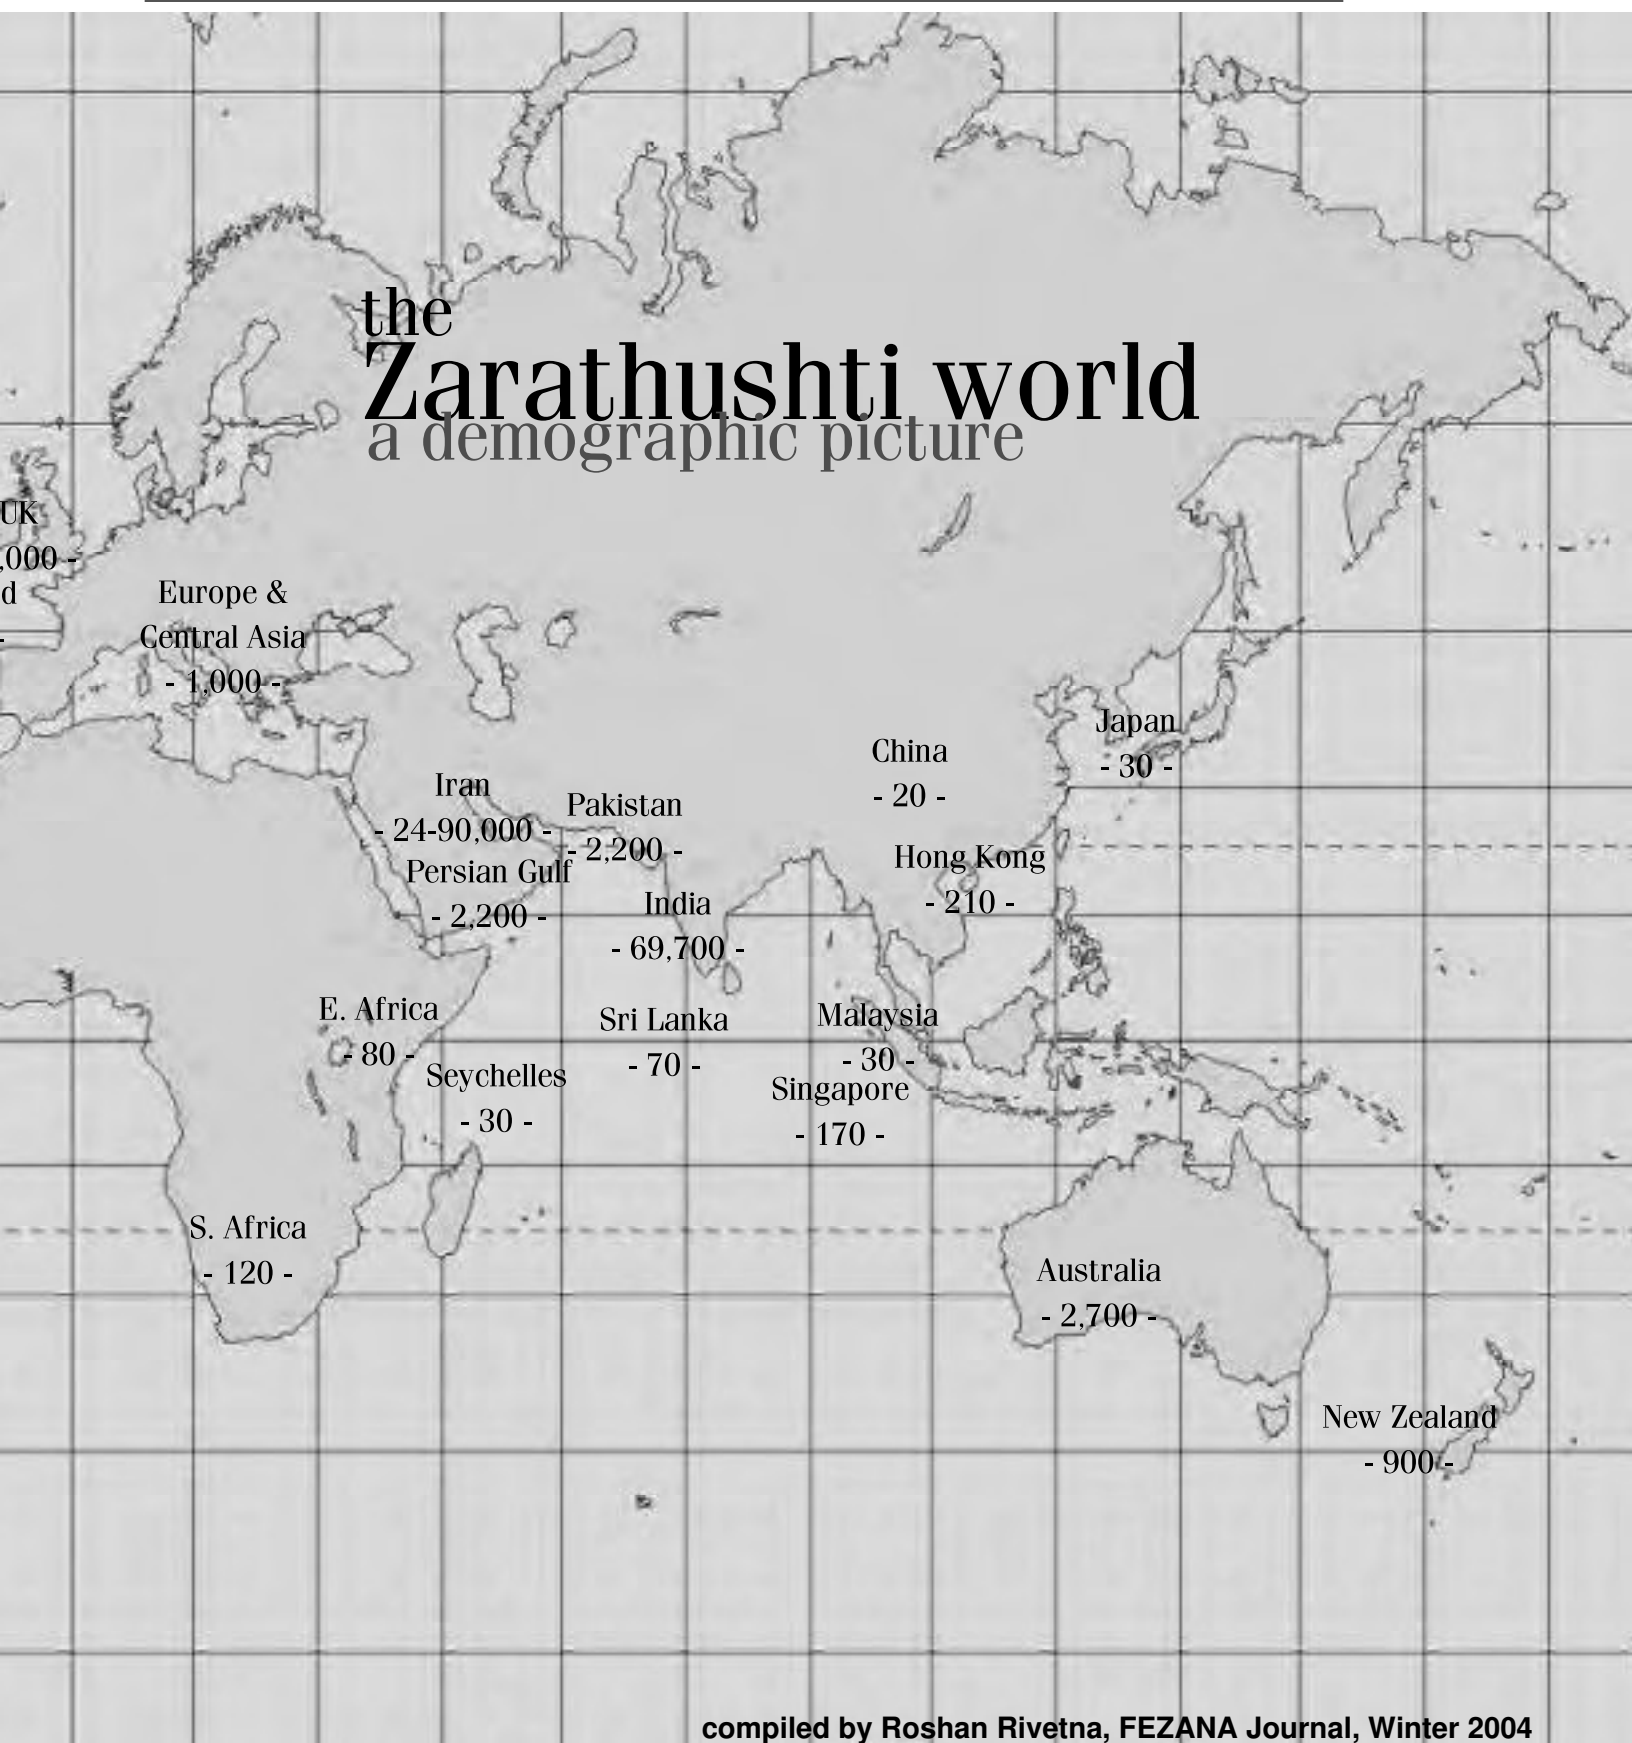 the
Zarathushti world
a demographic picture
UK
,000 -
d
-
Europe &
Central Asia
- 1,000 -
Japan
- 30 -
China
- 20 -
Iran
- 24-90,000 -
Pakistan
- 2,200 -
Persian Gulf
- 2,200 -
Hong Kong
- 210 -
India
- 69,700 -
E. Africa
- 80 -
Sri Lanka
- 70 -
Malaysia
- 30 -
Seychelles
- 30 -
Singapore
- 170 -
S. Africa
- 120 -
Australia
- 2,700 -
New Zealand
- 900 -
compiled by Roshan Rivetna, FEZANA Journal, Winter 2004